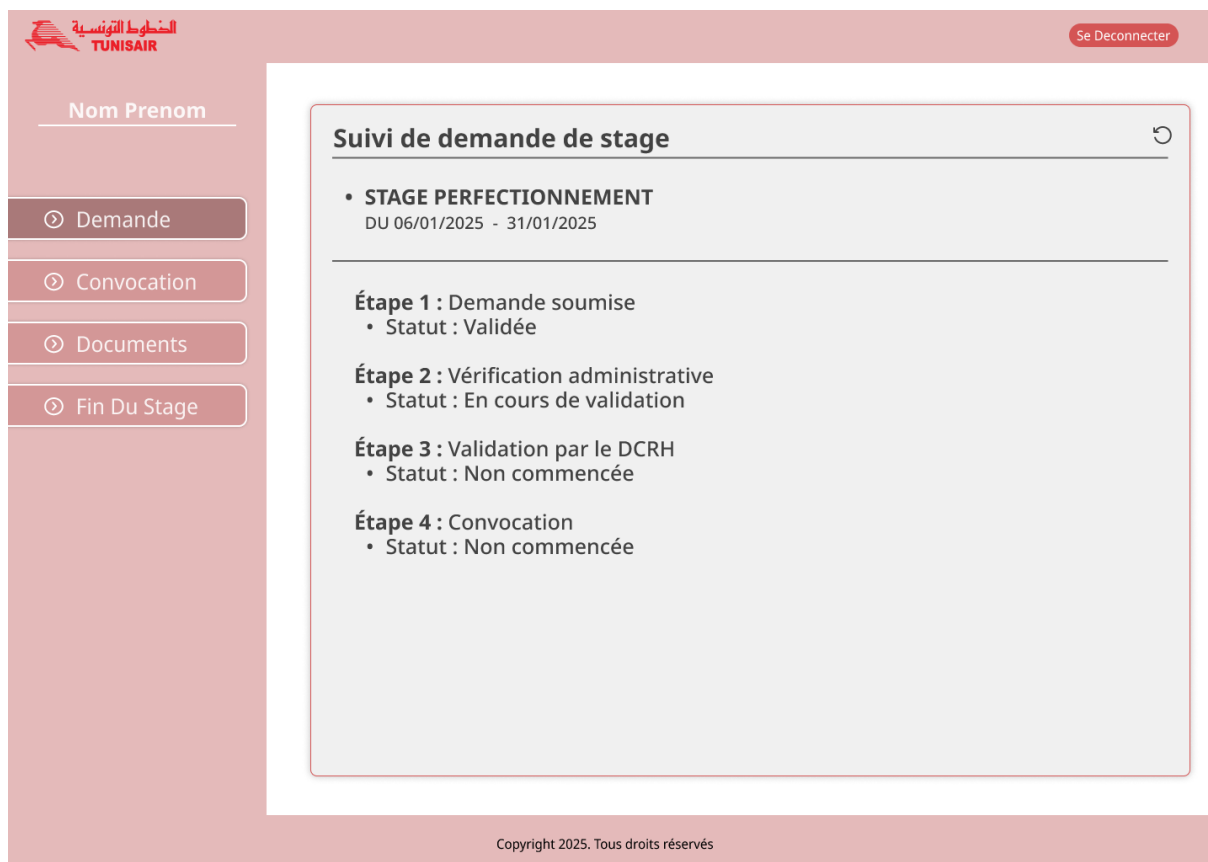 الخطوط التونسية
TUNISAIR
Se Deconnecter
Nom Prenom
Demande
Convocation
Documents
Fin Du Stage
Suivi de demande de stage
• STAGE PERFECTIONNEMENT
DU 06/01/2025 - 31/01/2025
Étape 1 : Demande soumise
• Statut : Validée
Étape 2 : Vérification administrative
• Statut : En cours de validation
Étape 3 : Validation par le DCRH
• Statut : Non commencée
Étape 4 : Convocation
• Statut : Non commencée
Copyright 2025. Tous droits réservés